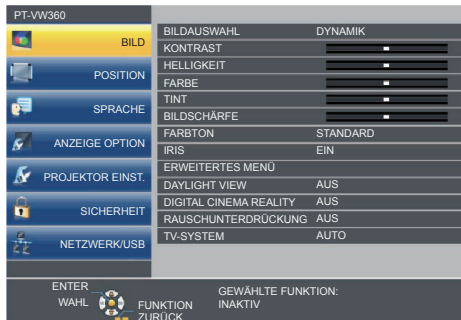 PT-VW360
BILD
POSITION
SPRACHE
ANZEIGE OPTION
PROJEKTOR EINST.
SICHERHEIT
NETZWERK/USB
BILDAUSWAHL DYNAMIK
KONTRAST
HELLIGKEIT
FARBE
TINT
BILDSCHÄRFE
FARBTON STANDARD
IRIS EIN
ERWEITERTES MENÜ
DAYLIGHT VIEW AUS
DIGITAL CINEMA REALITY AUS
RAUSCHUNTERDRÜCKUNG AUS
TV-SYSTEM AUTO
ENTER
WAHL
FUNKTION
ZURÜCK
GEWÄHLTE FUNKTION:
INAKTIV